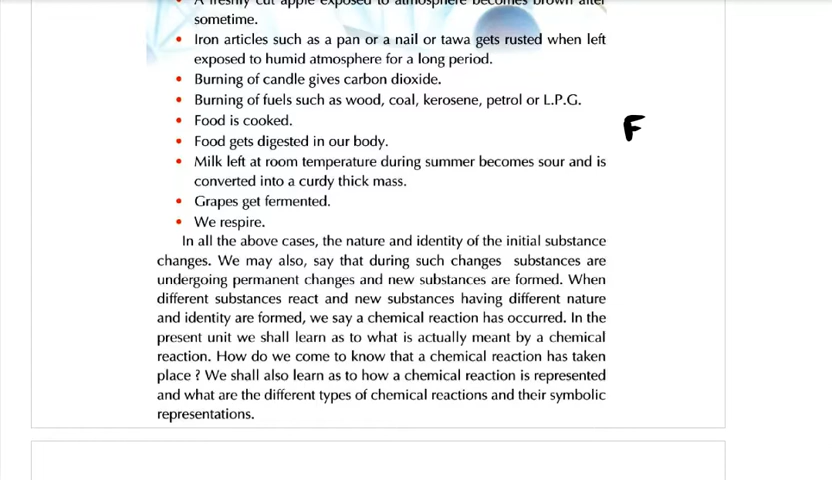 A freshly cut apple exposed to atmosphere becomes brown after
sometime.
• Iron articles such as a pan or a nail or tawa gets rusted when left
exposed to humid atmosphere for a long period.
• Burning of candle gives carbon dioxide.
• Burning of fuels such as wood, coal, kerosene, petrol or L.P.G.
• Food is cooked.
F
• Food gets digested in our body.
• Milk left at room temperature during summer becomes sour and is
converted into a curdy thick mass.
• Grapes get fermented.
• We respire.
In all the above cases, the nature and identity of the initial substance
changes. We may also, say that during such changes substances are
undergoing permanent changes and new substances are formed. When
different substances react and new substances having different nature
and identity are formed, we say a chemical reaction has occurred. In the
present unit we shall learn as to what is actually meant by a chemical
reaction. How do we come to know that a chemical reaction has taken
place ? We shall also learn as to how a chemical reaction is represented
and what are the different types of chemical reactions and their symbolic
representations.